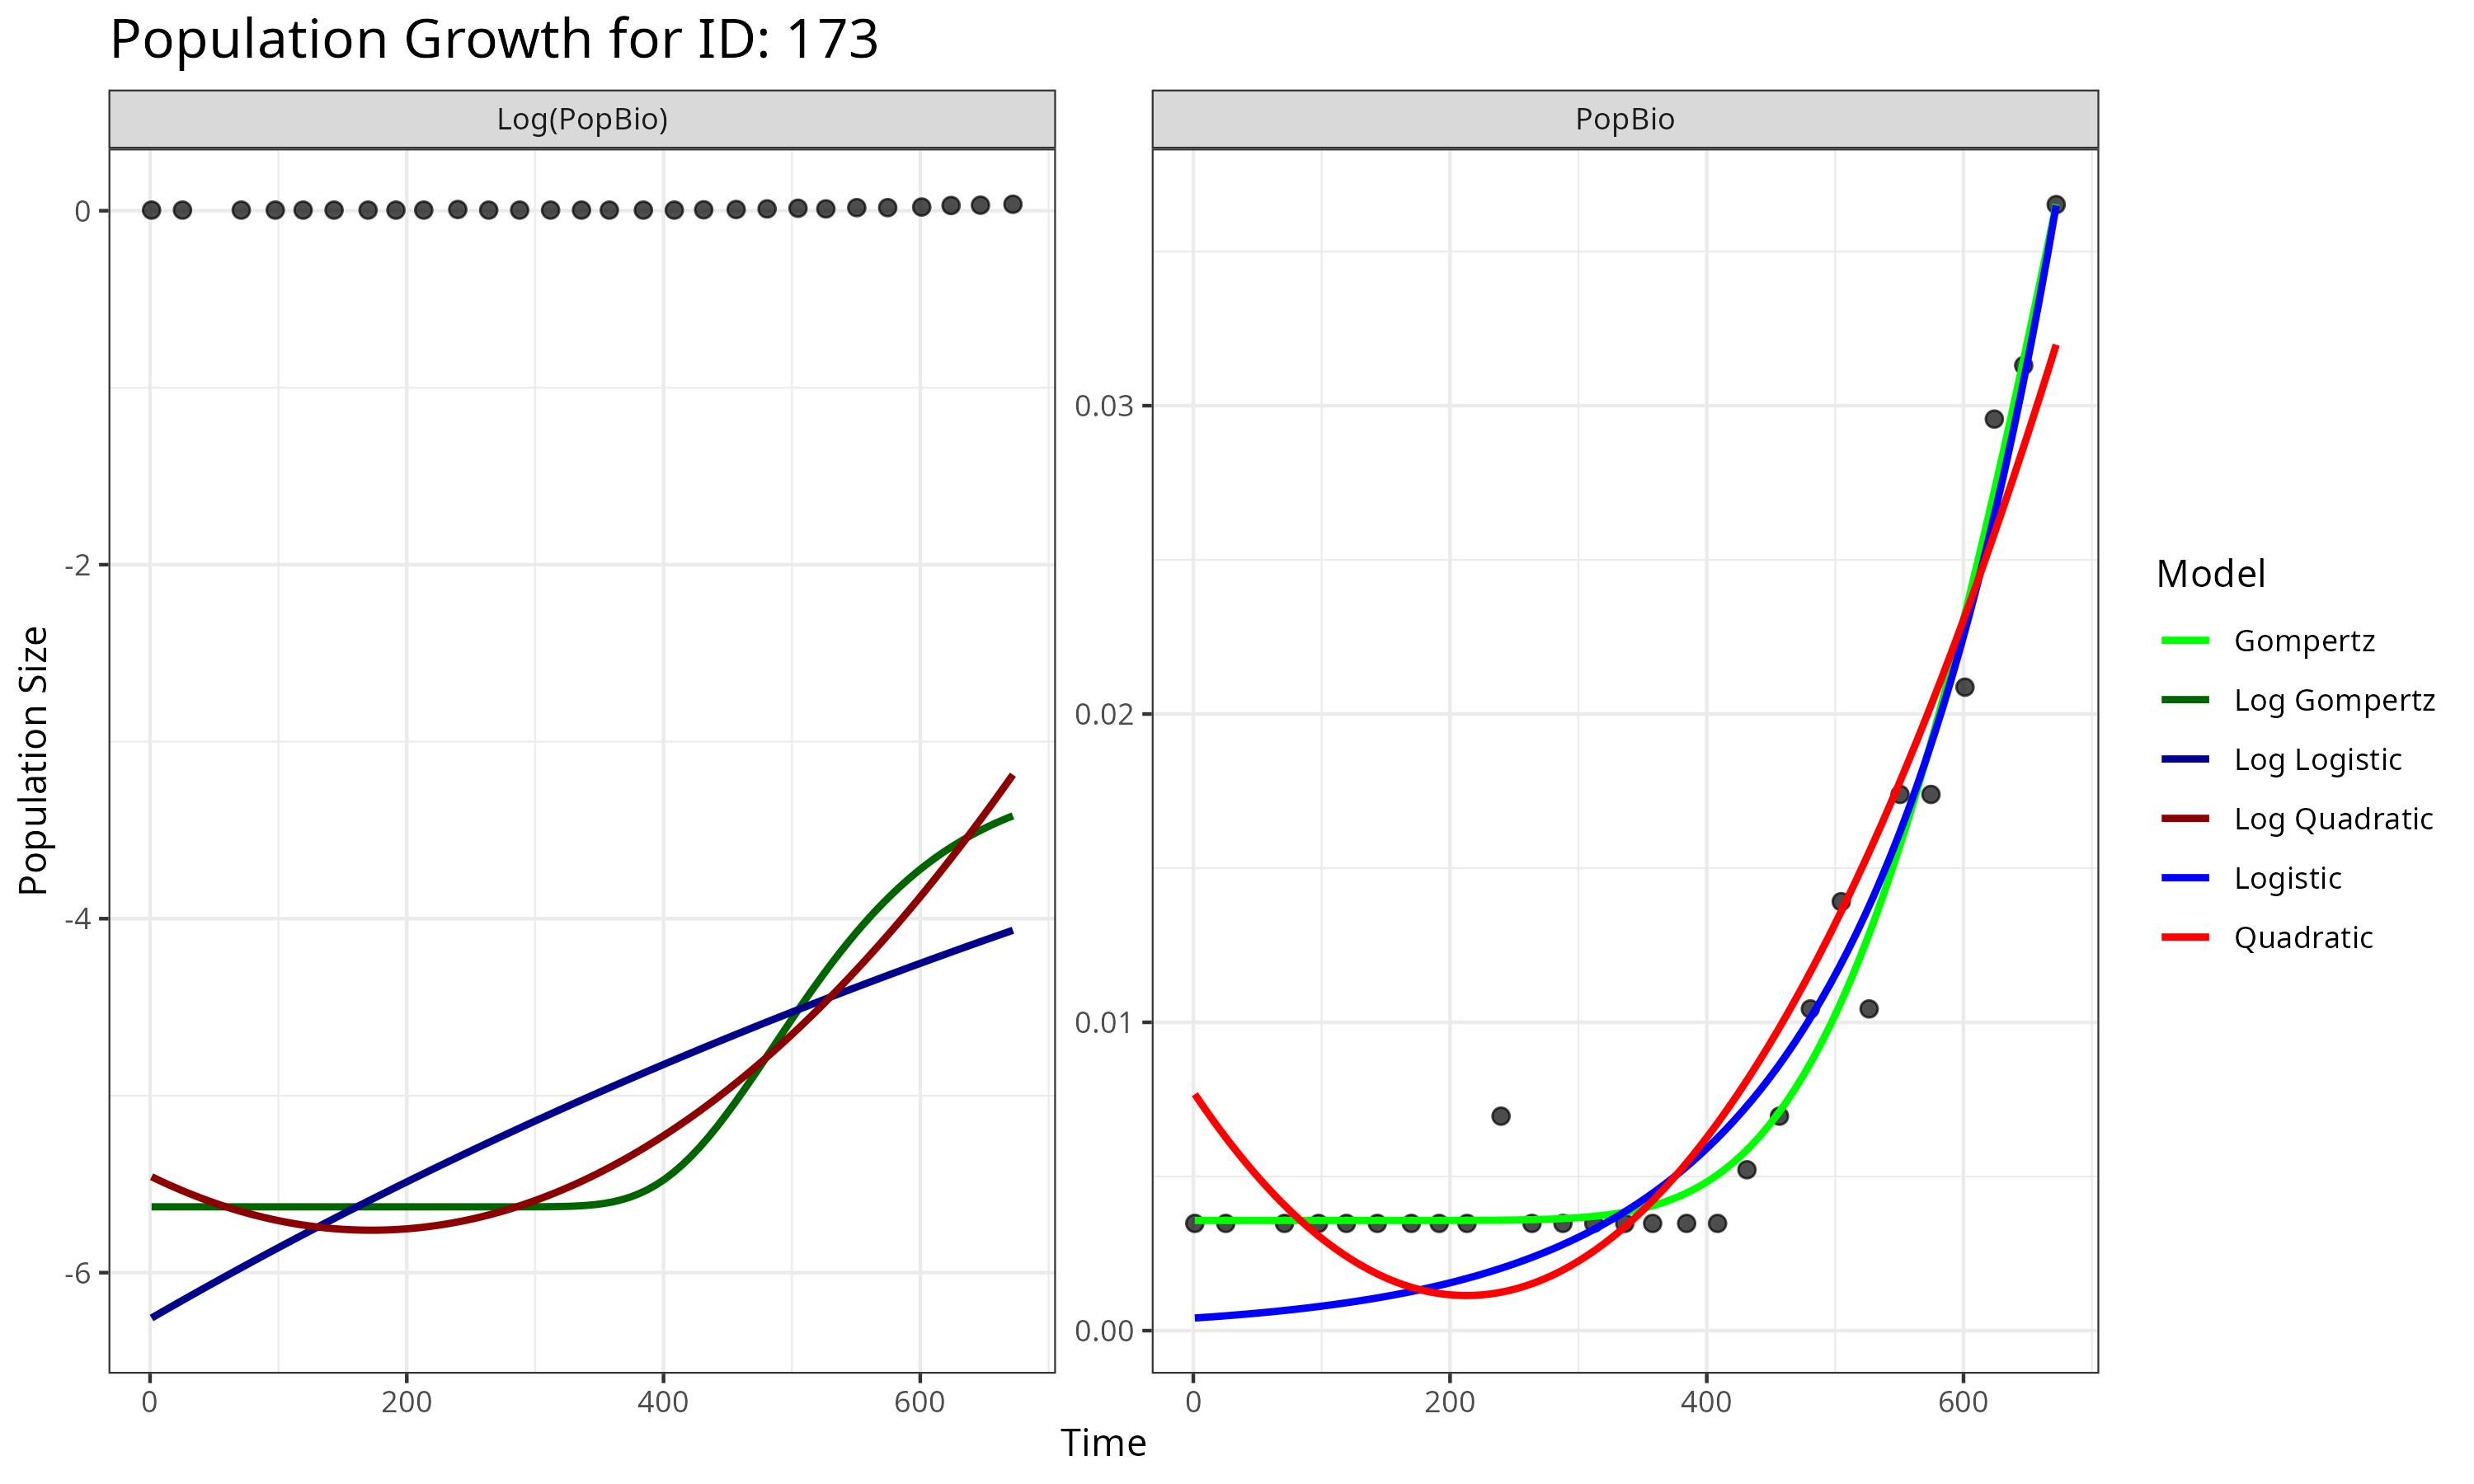 Population Growth for ID: 173
Log(PopBio)
PopBio
Population Size
0
-2
-4
-6
0.03
0.02
0.01
0.00
0 200 400 600
0 200 400 600
Time
Model
Gompertz
Log Gompertz
Log Logistic
Log Quadratic
Logistic
Quadratic